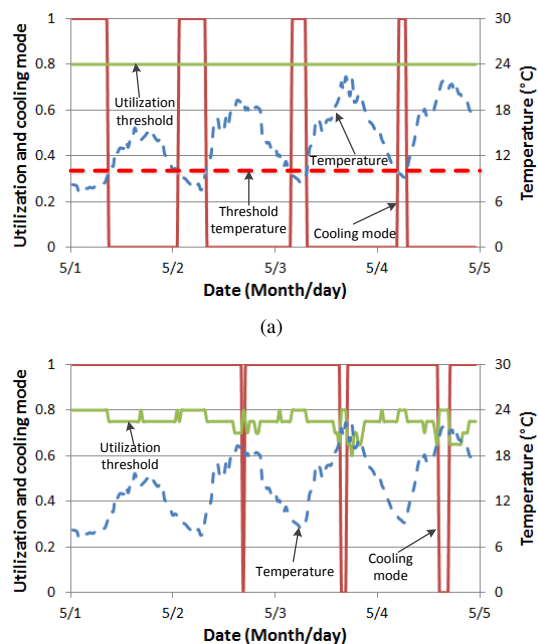 Utilization and cooling mode
1
0.8
0.6
0.4
0.2
0
30
24
18
12
6
0
Temperature (°C)
Utilization
threshold
Temperature
Threshold
temperature
Cooling mode
5/1
5/2
5/3
5/4
5/5
Date (Month/day)
(a)
Utilization and cooling mode
1
0.8
0.6
0.4
0.2
0
30
24
18
12
6
0
Temperature (°C)
Utilization
threshold
Temperature
Cooling
mode
5/1
5/2
5/3
5/4
5/5
Date (Month/day)